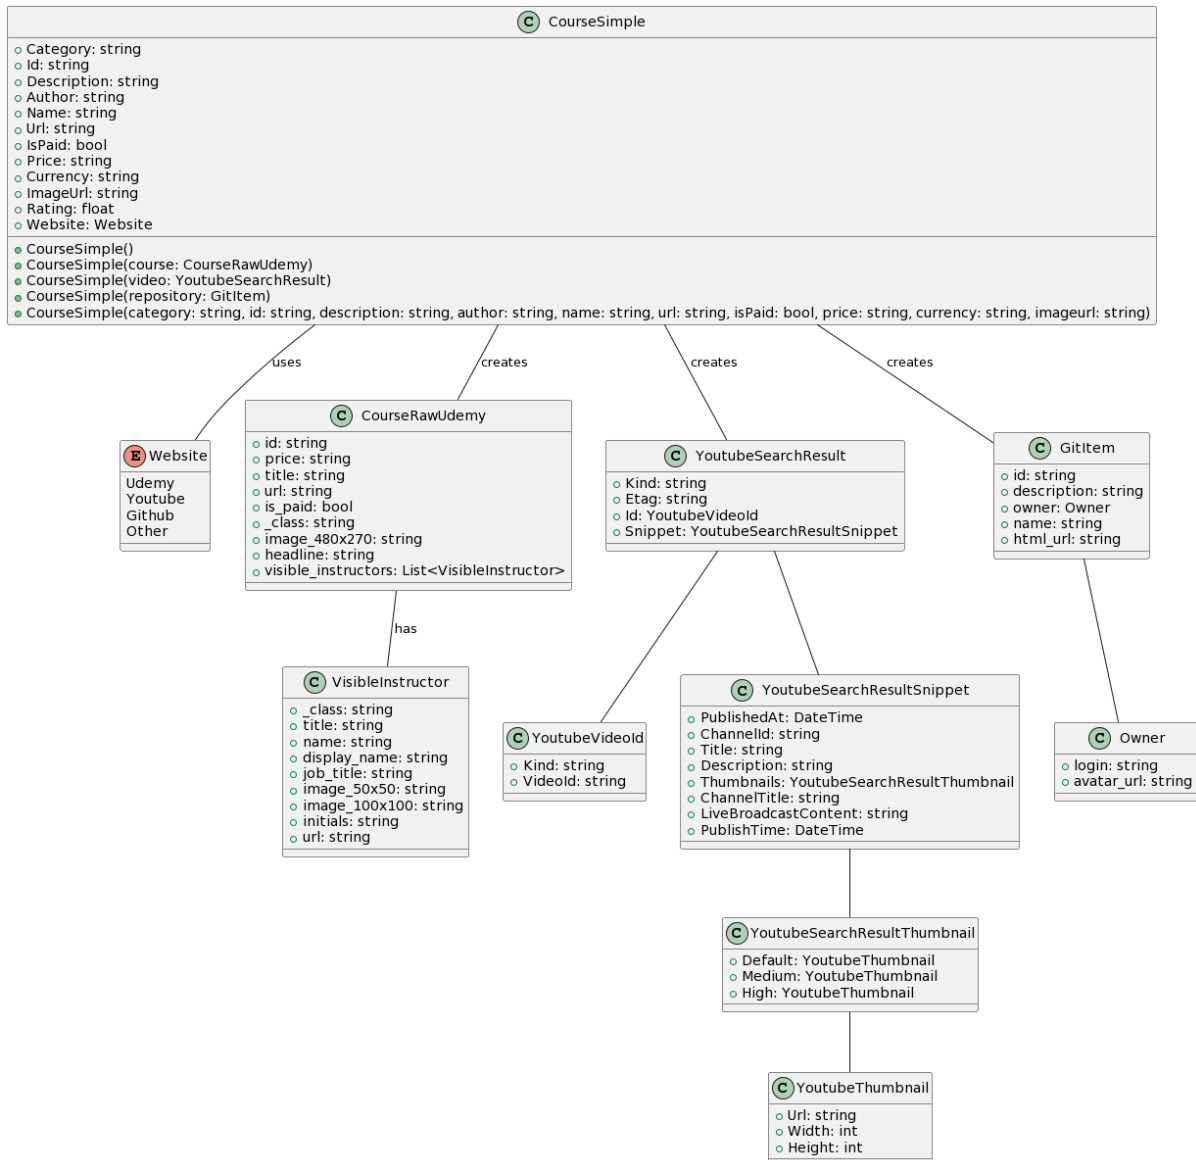 C CourseSimple
Category: string
Id: string
Description: string
Author: string
Name: string
Url: string
IsPaid: bool
Price: string
Currency: string
ImageUrl: string
Rating: float
Website: Website
CourseSimple()
CourseSimple(course: CourseRawUdemy)
CourseSimple(video: YoutubeSearchResult)
CourseSimple(repository: GitItem)
CourseSimple(category: string, id: string, description: string, author: string, name: string, url: string, isPaid: bool, price: string, currency: string, imageurl: string)
uses
creates
creates
creates
E Website
Udemy
Youtube
Github
Other
C CourseRawUdemy
id: string
price: string
title: string
url: string
is_paid: bool
_class: string
image_480x270: string
headline: string
visible_instructors: List<VisibleInstructor>
C YoutubeSearchResult
Kind: string
Etag: string
Id: YoutubeVideoId
Snippet: YoutubeSearchResultSnippet
C GitItem
id: string
description: string
owner: Owner
name: string
html_url: string
has
C VisibleInstructor
_class: string
title: string
name: string
display_name: string
job_title: string
image_50x50: string
image_100x100: string
initials: string
url: string
C YoutubeVideoId
Kind: string
VideoId: string
C YoutubeSearchResultSnippet
PublishedAt: DateTime
ChannelId: string
Title: string
Description: string
Thumbnails: YoutubeSearchResultThumbnail
ChannelTitle: string
LiveBroadcastContent: string
PublishTime: DateTime
C Owner
login: string
avatar_url: string
C YoutubeSearchResultThumbnail
Default: YoutubeThumbnail
Medium: YoutubeThumbnail
High: YoutubeThumbnail
C YoutubeThumbnail
Url: string
Width: int
Height: int